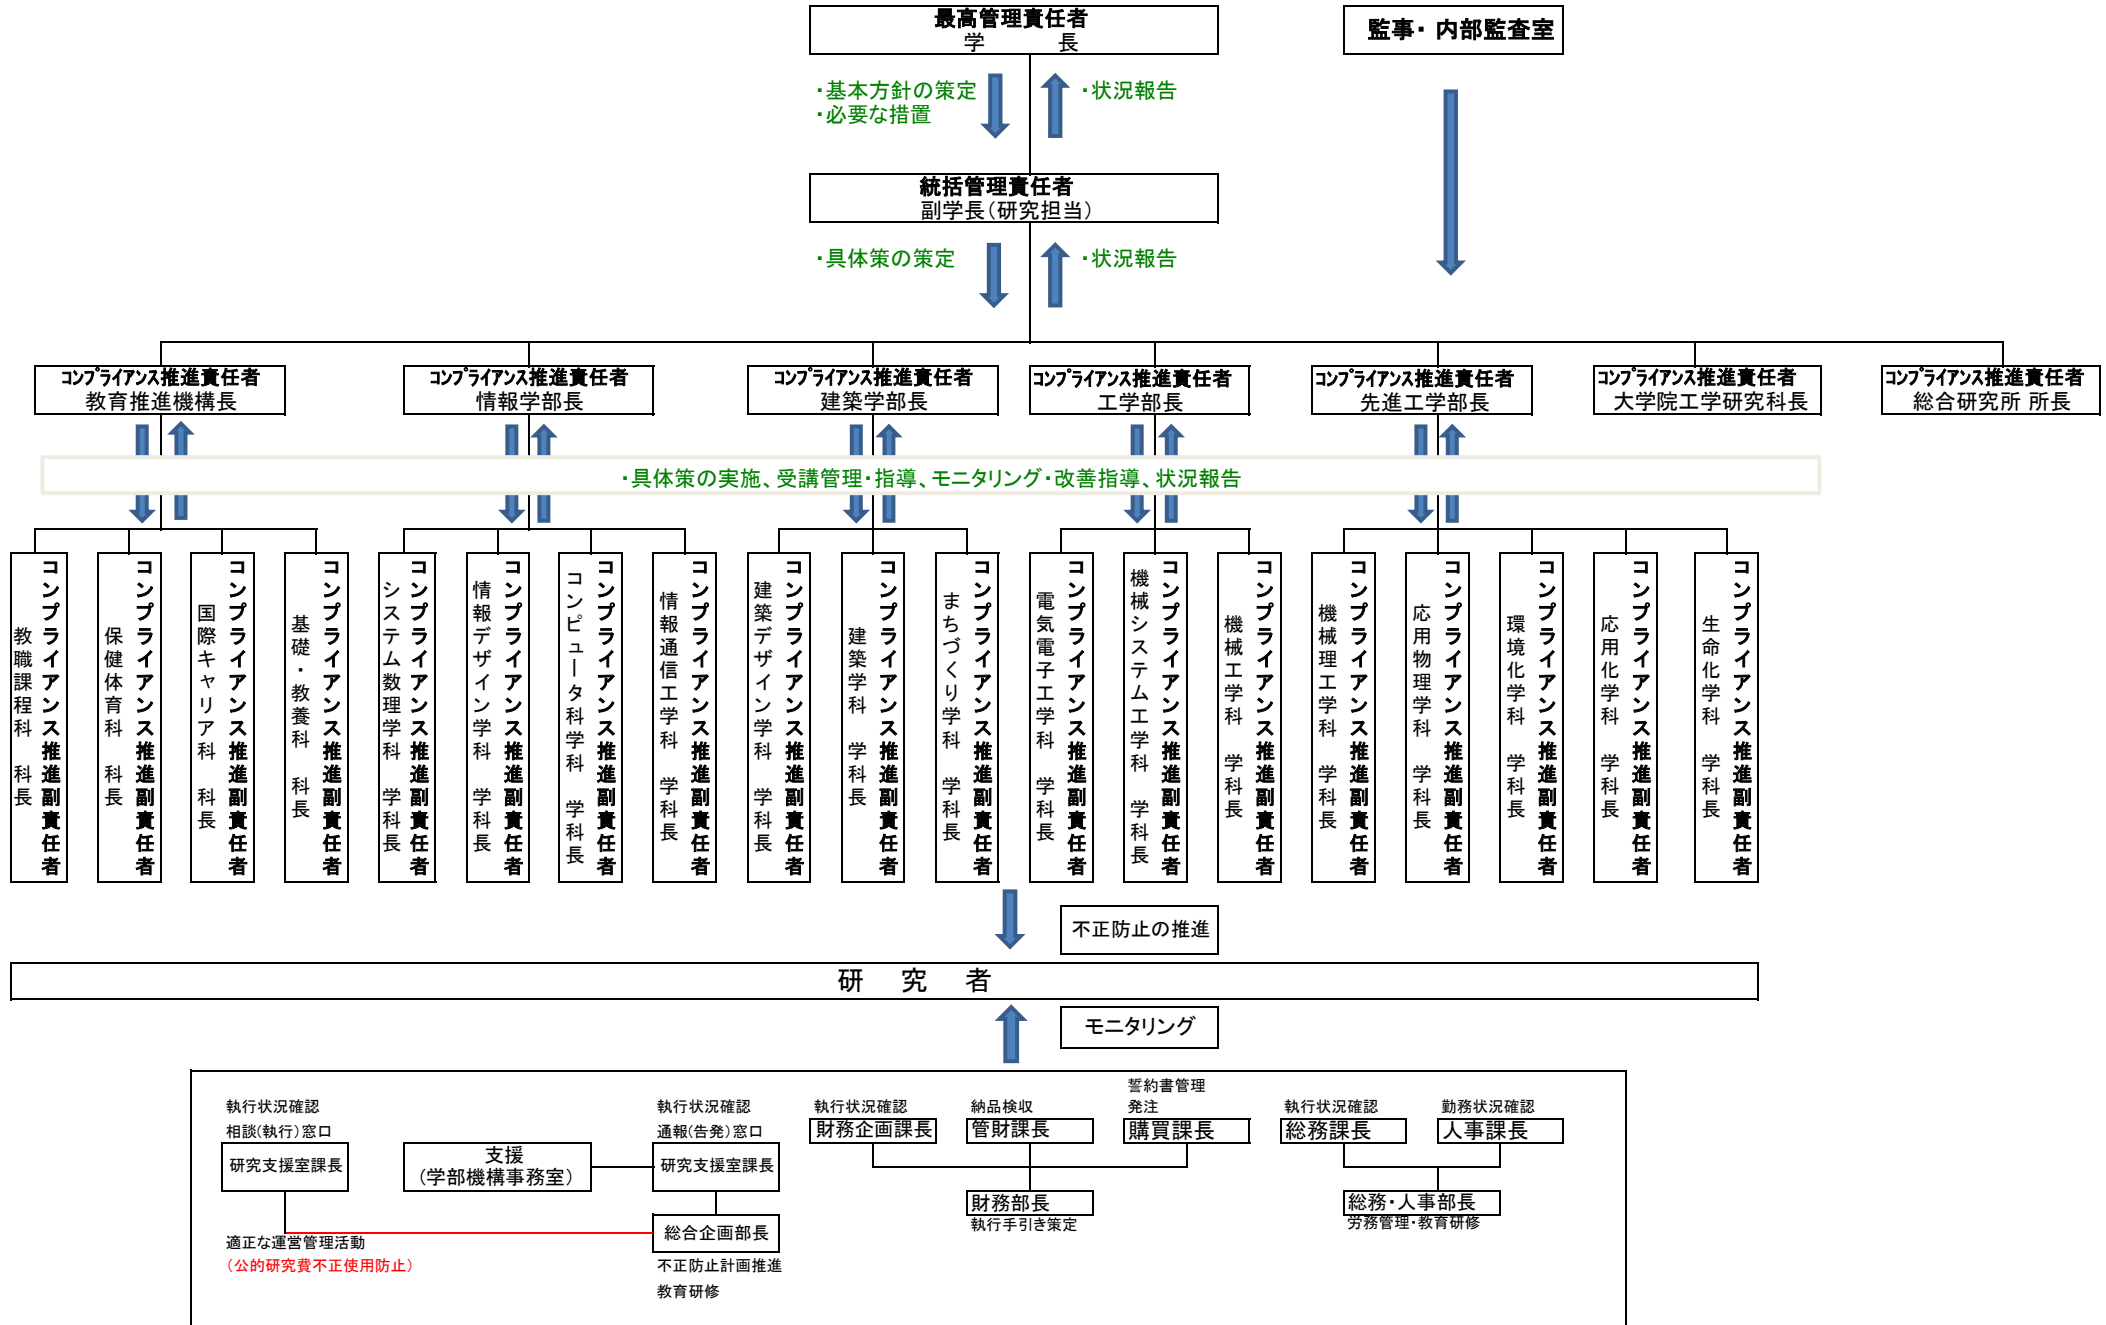 最高管理責任者
学　　　長
監事・内部監査室
・基本方針の策定
・必要な措置
・状況報告
統括管理責任者
副学長（研究担当）
・具体策の策定
・状況報告
ｺﾝﾌﾟﾗｲｱﾝｽ推進責任者
教育推進機構長
ｺﾝﾌﾟﾗｲｱﾝｽ推進責任者
情報学部長
ｺﾝﾌﾟﾗｲｱﾝｽ推進責任者
建築学部長
ｺﾝﾌﾟﾗｲｱﾝｽ推進責任者
工学部長
ｺﾝﾌﾟﾗｲｱﾝｽ推進責任者
先進工学部長
ｺﾝﾌﾟﾗｲｱﾝｽ推進責任者
大学院工学研究科長
ｺﾝﾌﾟﾗｲｱﾝｽ推進責任者
総合研究所 所長
・具体策の実施、受講管理・指導、モニタリング・改善指導、状況報告
コンプライアンス推進副責任者
教職課程科　科長
コンプライアンス推進副責任者
保健体育科　科長
コンプライアンス推進副責任者
国際キャリア科　科長
コンプライアンス推進副責任者
基礎・教養科　科長
コンプライアンス推進副責任者
システム数理学科　学科長
コンプライアンス推進副責任者
情報デザイン学科　学科長
コンプライアンス推進副責任者
コンピュータ科学科　学科長
コンプライアンス推進副責任者
情報通信工学科　学科長
コンプライアンス推進副責任者
建築デザイン学科　学科長
コンプライアンス推進副責任者
建築学科　学科長
コンプライアンス推進副責任者
まちづくり学科　学科長
コンプライアンス推進副責任者
電気電子工学科　学科長
コンプライアンス推進副責任者
機械システム工学科　学科長
コンプライアンス推進副責任者
機械工学科　学科長
コンプライアンス推進副責任者
機械理工学科　学科長
コンプライアンス推進副責任者
応用物理学科　学科長
コンプライアンス推進副責任者
環境化学科　学科長
コンプライアンス推進副責任者
応用化学科　学科長
コンプライアンス推進副責任者
生命化学科　学科長
不正防止の推進
研　究　者
モニタリング
執行状況確認
相談(執行)窓口
研究支援室課長
適正な運営管理活動
（公的研究費不正使用防止）
支援
（学部機構事務室）
執行状況確認
通報(告発)窓口
研究支援室課長
総合企画部長
不正防止計画推進
教育研修
執行状況確認
財務企画課長
納品検収
管財課長
誓約書管理
発注
購買課長
財務部長
執行手引き策定
執行状況確認
総務課長
勤務状況確認
人事課長
総務・人事部長
労務管理・教育研修